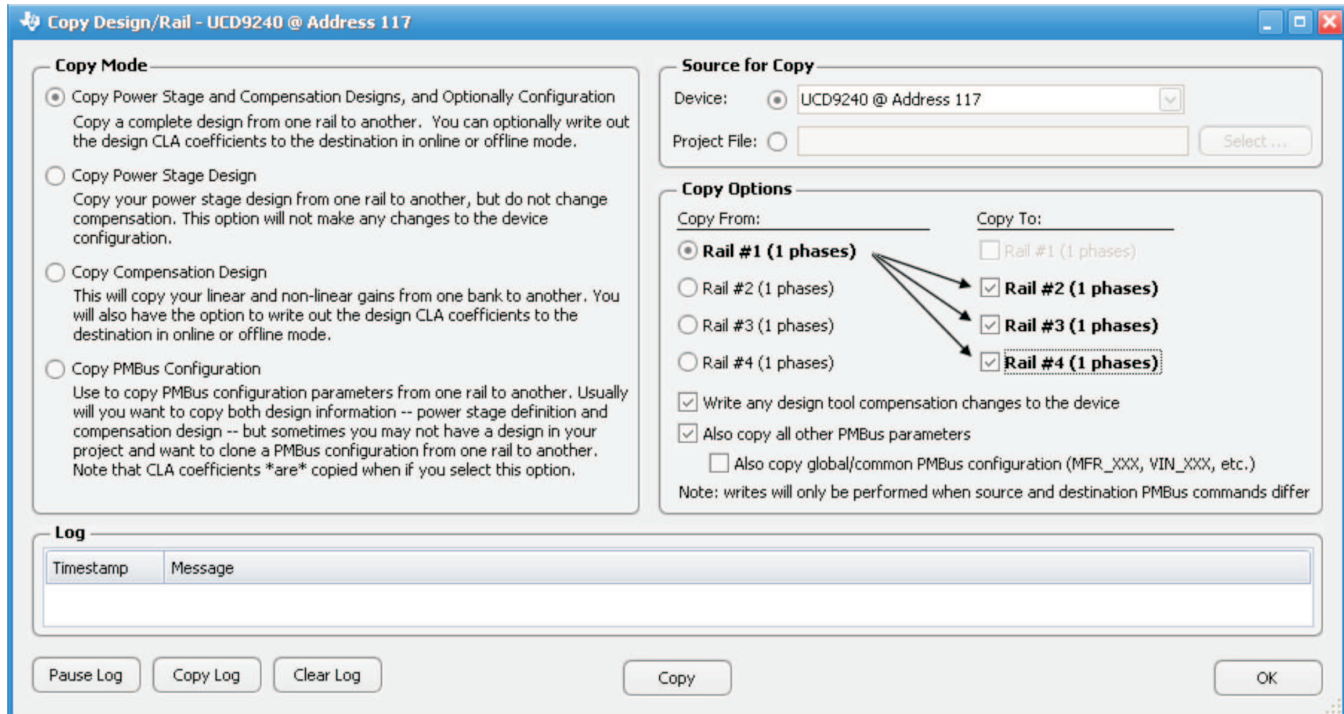 Copy Design/Rail - UCD9240 @ Address 117
Copy Mode
Copy Power Stage and Compensation Designs, and Optionally Configuration
Copy a complete design from one rail to another. You can optionally write out
the design CLA coefficients to the destination in online or offline mode.
Copy Power Stage Design
Copy your power stage design from one rail to another, but do not change
compensation. This option will not make any changes to the device
configuration.
Copy Compensation Design
This will copy your linear and non-linear gains from one bank to another. You
will also have the option to write out the design CLA coefficients to the
destination in online or offline mode.
Copy PMBus Configuration
Use to copy PMBus configuration parameters from one rail to another. Usually
will you want to copy both design information -- power stage definition and
compensation design -- but sometimes you may not have a design in your
project and want to clone a PMBus configuration from one rail to another.
Note that CLA coefficients *are* copied when if you select this option.
Source for Copy
Device: UCD9240 @ Address 117
Project File: Select ...
Copy Options
Copy From: Copy To:
Rail #1 (1 phases) Rail #1 (1 phases)
Rail #2 (1 phases) Rail #2 (1 phases)
Rail #3 (1 phases) Rail #3 (1 phases)
Rail #4 (1 phases) Rail #4 (1 phases)
Write any design tool compensation changes to the device
Also copy all other PMBus parameters
Also copy global/common PMBus configuration (MFR_XXX, VIN_XXX, etc.)
Note: writes will only be performed when source and destination PMBus commands differ
Log
Timestamp Message
Pause Log Copy Log Clear Log Copy OK